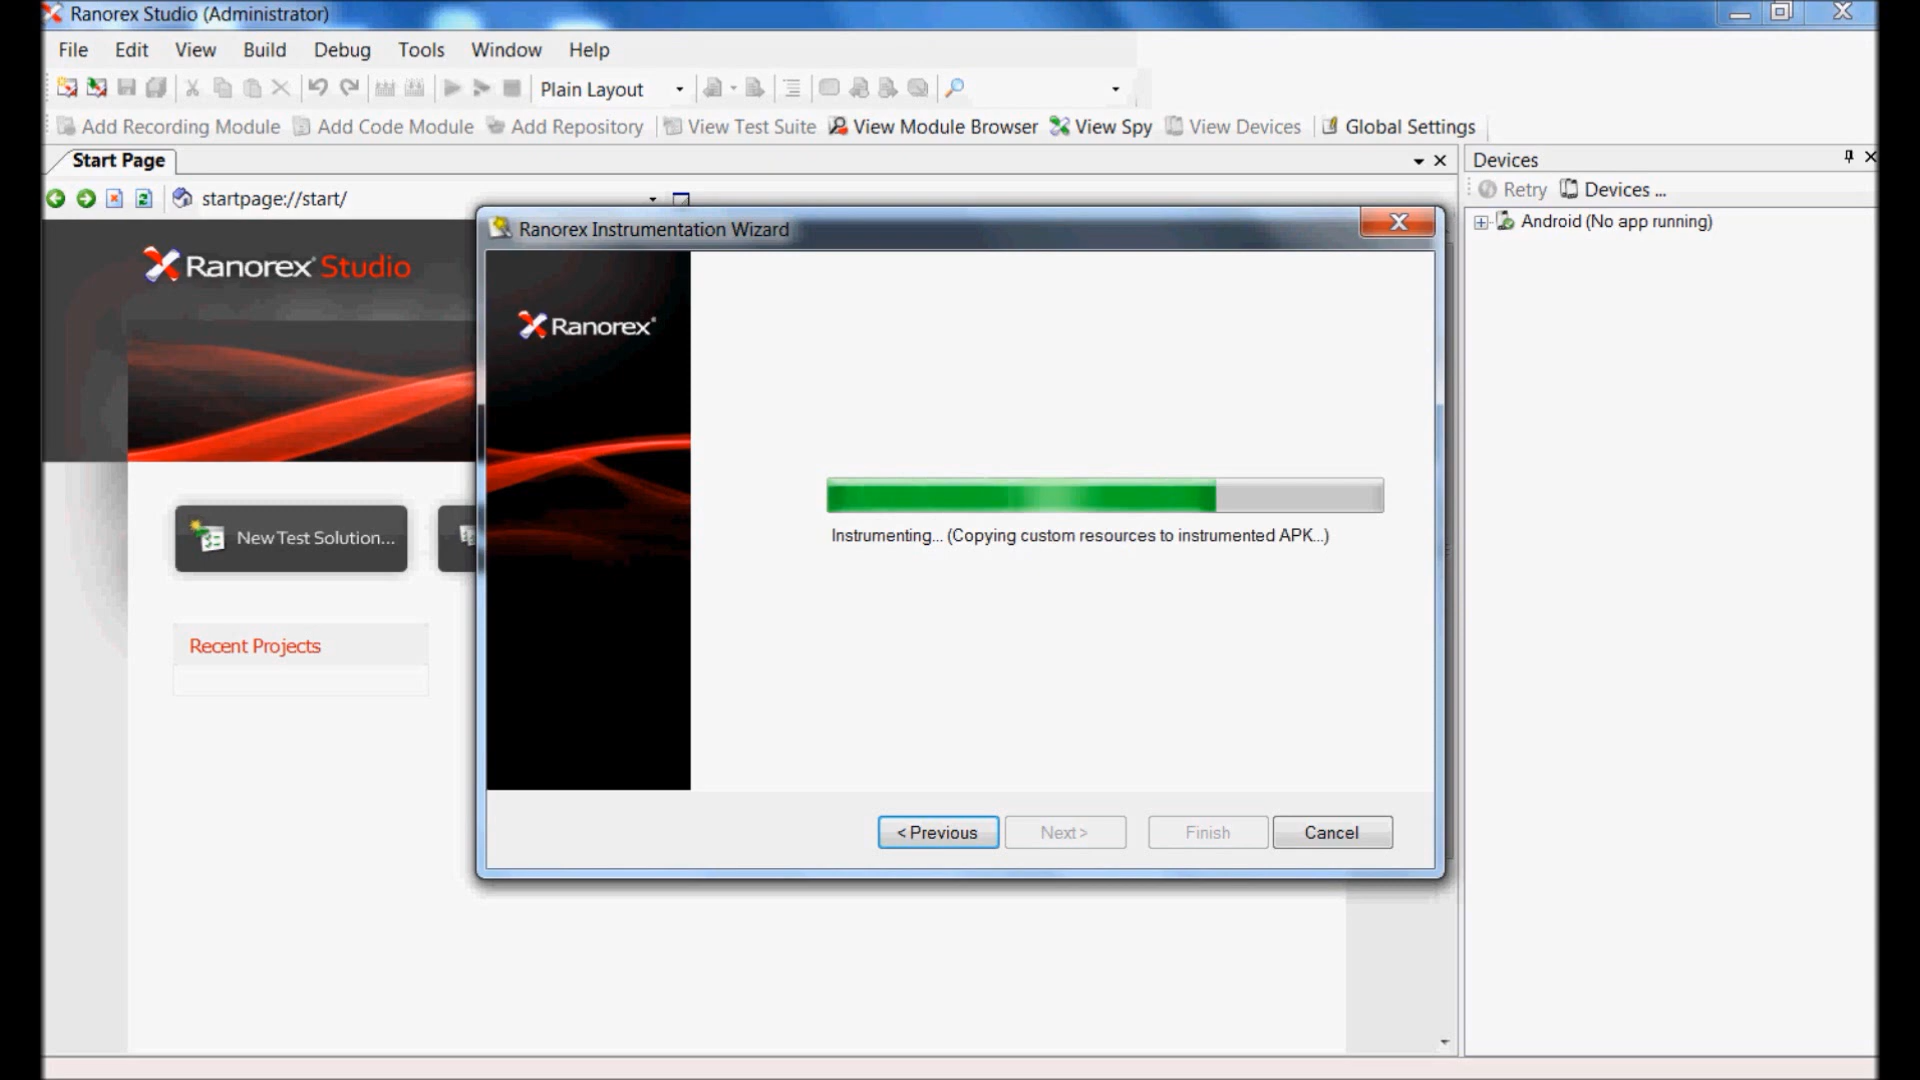 Ranorex Studio (Administrator)
File Edit View Build Debug Tools Window Help
Plain Layout
Add Recording Module Add Code Module Add Repository View Test Suite View Module Browser View Spy View Devices Global Settings
Start Page
Devices
startpage://start/
Retry Devices ...
Android (No app running)
Ranorex Instrumentation Wizard
Ranorex® Studio
Ranorex®
Instrumenting... (Copying custom resources to instrumented APK...)
New Test Solution...
Recent Projects
< Previous Next > Finish Cancel